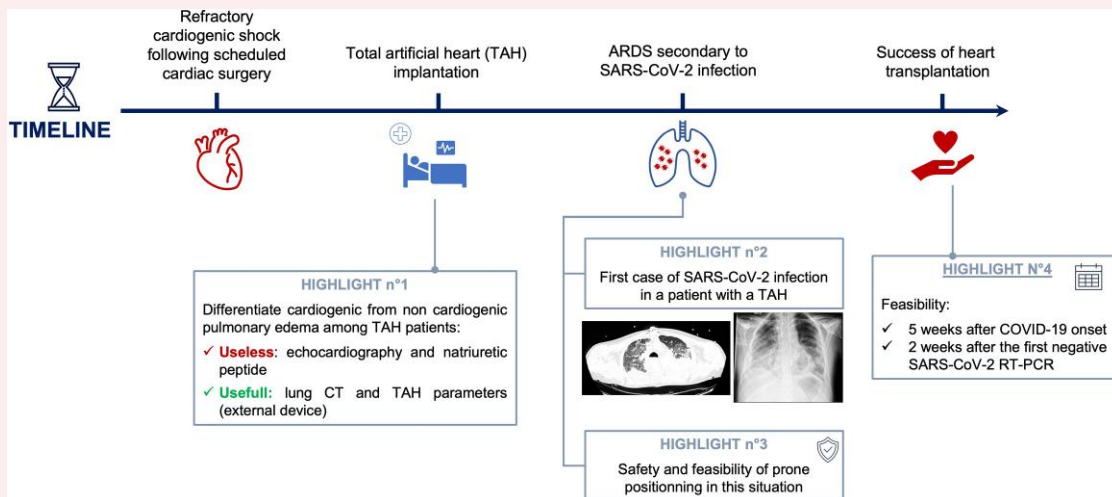 Refractory
cardiogenic shock
following scheduled
cardiac surgery
Total artificial heart (TAH)
implantation
ARDS secondary to
SARS-CoV-2 infection
Success of heart
transplantation
TIMELINE
HIGHLIGHT n°1
Differentiate cardiogenic from non cardiogenic
pulmonary edema among TAH patients:
✓ Useless: echocardiography and natriuretic
peptide
✓ Usefull: lung CT and TAH parameters
(external device)
HIGHLIGHT n°2
First case of SARS-CoV-2 infection
in a patient with a TAH
HIGHLIGHT n°3
Safety and feasibility of prone
positionning in this situation
HIGHLIGHT N°4
Feasibility:
✓ 5 weeks after COVID-19 onset
✓ 2 weeks after the first negative
SARS-CoV-2 RT-PCR